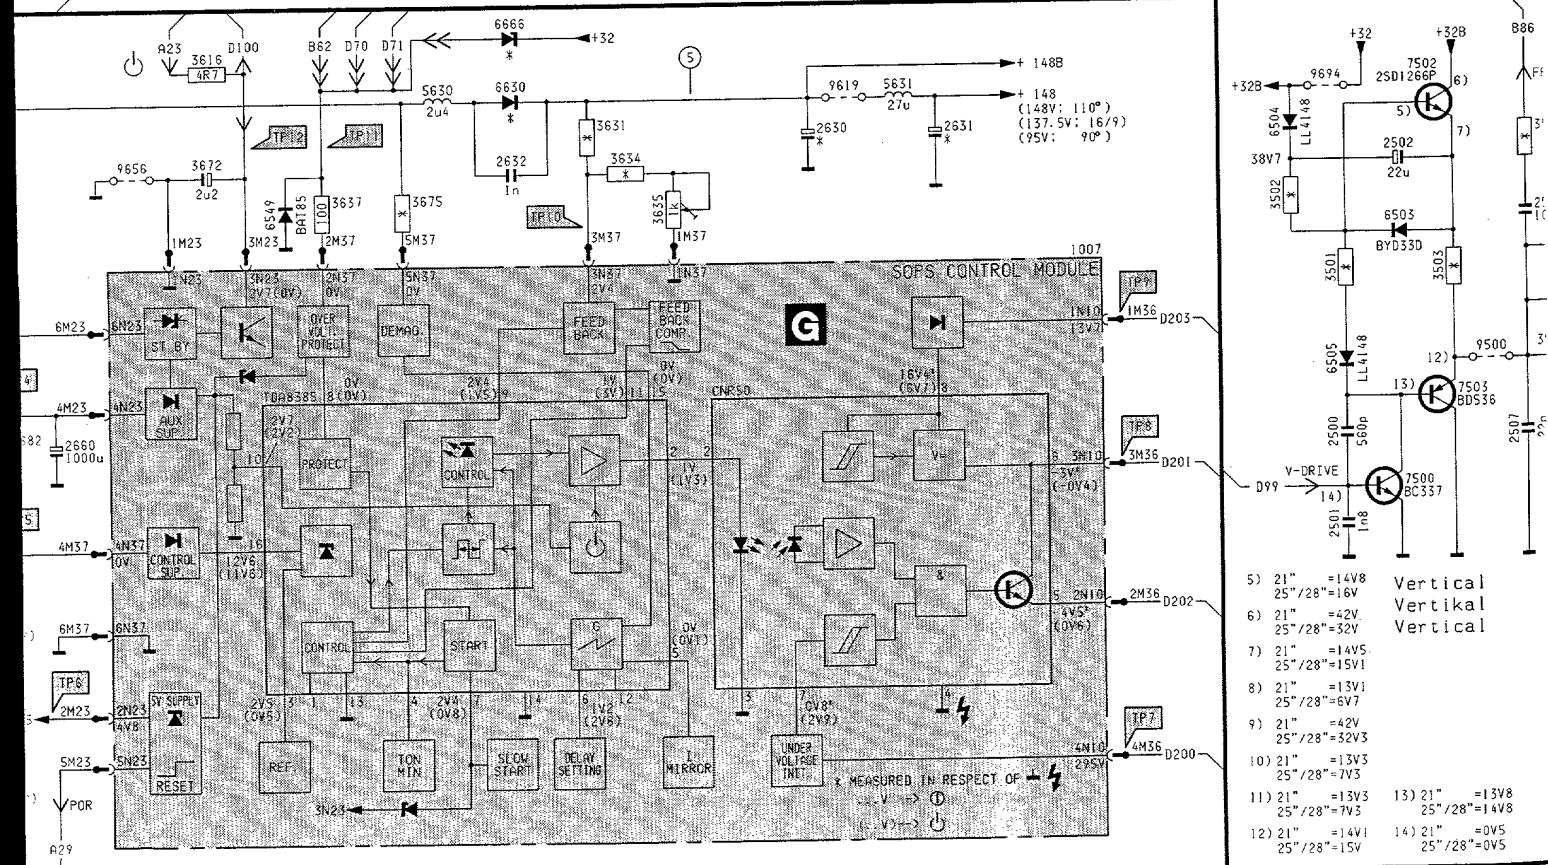 6666
+32
*
A23
3616
4R7
D100
B62
D70
D71
5
+ 148B
5630
2u4
6630
*
9619
5631
27u
+ 148
(148V: 110°)
(137.5V: 16/9)
(95V: 90°)
3631
*
2630
*
2631
*
TP12
TP11
9656
3672
2u2
2632
1n
3634
*
6549
BAT85
100
3637
*
3675
TP10
3635
1k
1M23
3M23
2M37
5M37
3M37
1M37
1007
1N23
3N23
2V7(0V)
2N37
0V
5N37
0V
3N37
2V4
1N37
SOPS CONTROL MODULE
TP9
6M23
6N23
ST BY
OVER
VOLT.
PROTECT
DEMAG.
FEED
BACK
FEED
BACK
COMP.
G
1N10
13V7
1M36
D203
4M23
4N23
AUX
SUP.
0V
(0V)
TDA8385
8
2V4
(1V5)
9
1V
(3V)
11
0V
(0V)
15
CNR50
16V4*
(6V7)
8
2660
1000u
2V7
(2V2)
10
PROTECT
CONTROL
2
1V
(1V3)
2
V=
6
3N10
-3V*
(-0V4)
TP8
3M36
D201
4M37
4N37
0V
CONTROL
SUP.
16
12V6
(11V8)
&
5
2N10
-4V5*
(0V6)
2M36
D202
6M37
6N37
CONTROL
START
G
0V
(0V1)
5
TP6
2M23
2N23
4V8
5V SUPPLY
2V5
(0V5)
3
1
13
4
2V4
(0V8)
7
14
6
1V2
(2V6)
12
3
7
0V8*
(2V9)
4
TP7
5M23
5N23
RESET
REF
TON
MIN
SLOW
START
DELAY
SETTING
I
MIRROR
UNDER
VOLTAGE
INIT.
4N10
295V
4M36
D200
POR
3N23
* MEASURED IN RESPECT OF
A29
+32
+32B
B86
9694
7502
2SD1266P
6)
+32B
6504
LL4148
5)
7)
38V7
2502
22u
3502
*
6503
BYD33D
3501
*
3503
*
6505
LL4148
12)
9500
13)
7503
BD536
2500
560p
2507
V-DRIVE
D99
14)
7500
BC337
2501
1n8
5) 21" =14V8
25"/28"=16V
6) 21" =42V
25"/28"=32V
7) 21" =14V5
25"/28"=15V1
8) 21" =13V1
25"/28"=6V7
9) 21" =42V
25"/28"=32V3
10) 21" =13V3
25"/28"=7V3
11) 21" =13V3
25"/28"=7V3
12) 21" =14V1
25"/28"=15V
13) 21" =13V8
25"/28"=14V8
14) 21" =0V5
25"/28"=0V5
Vertical
Vertikal
Vertical